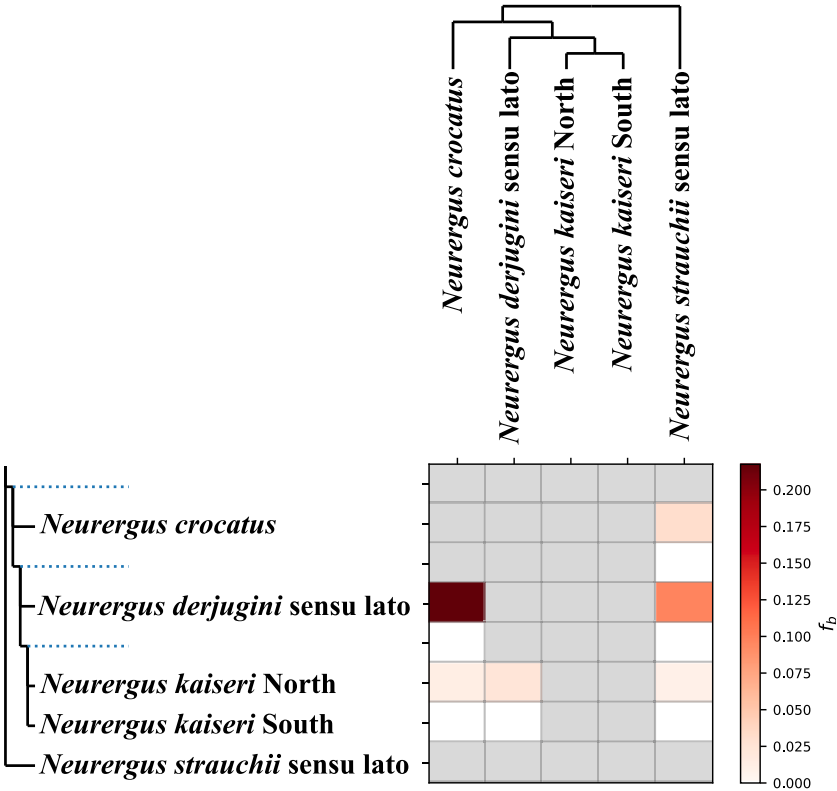 Neurergus crocatus
Neurergus derjugini sensu lato
Neurergus kaiseri North
Neurergus kaiseri South
Neurergus strauchii sensu lato
Neurergus crocatus
Neurergus derjugini sensu lato
Neurergus kaiseri North
Neurergus kaiseri South
Neurergus strauchii sensu lato
0.200
0.175
0.150
0.125
0.100
0.075
0.050
0.025
0.000
f_b